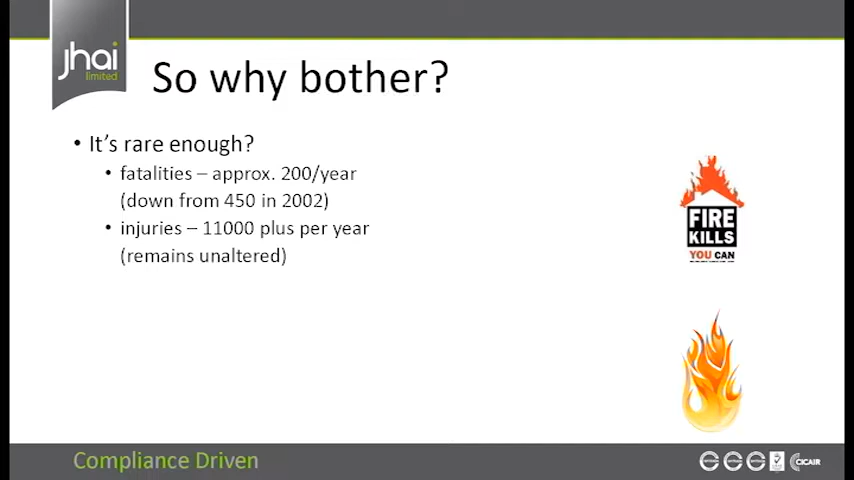 jhai
limited
So why bother?
• It's rare enough?
• fatalities – approx. 200/year
(down from 450 in 2002)
• injuries – 11000 plus per year
(remains unaltered)
FIRE
KILLS
YOU CAN
Compliance Driven
CICAIR